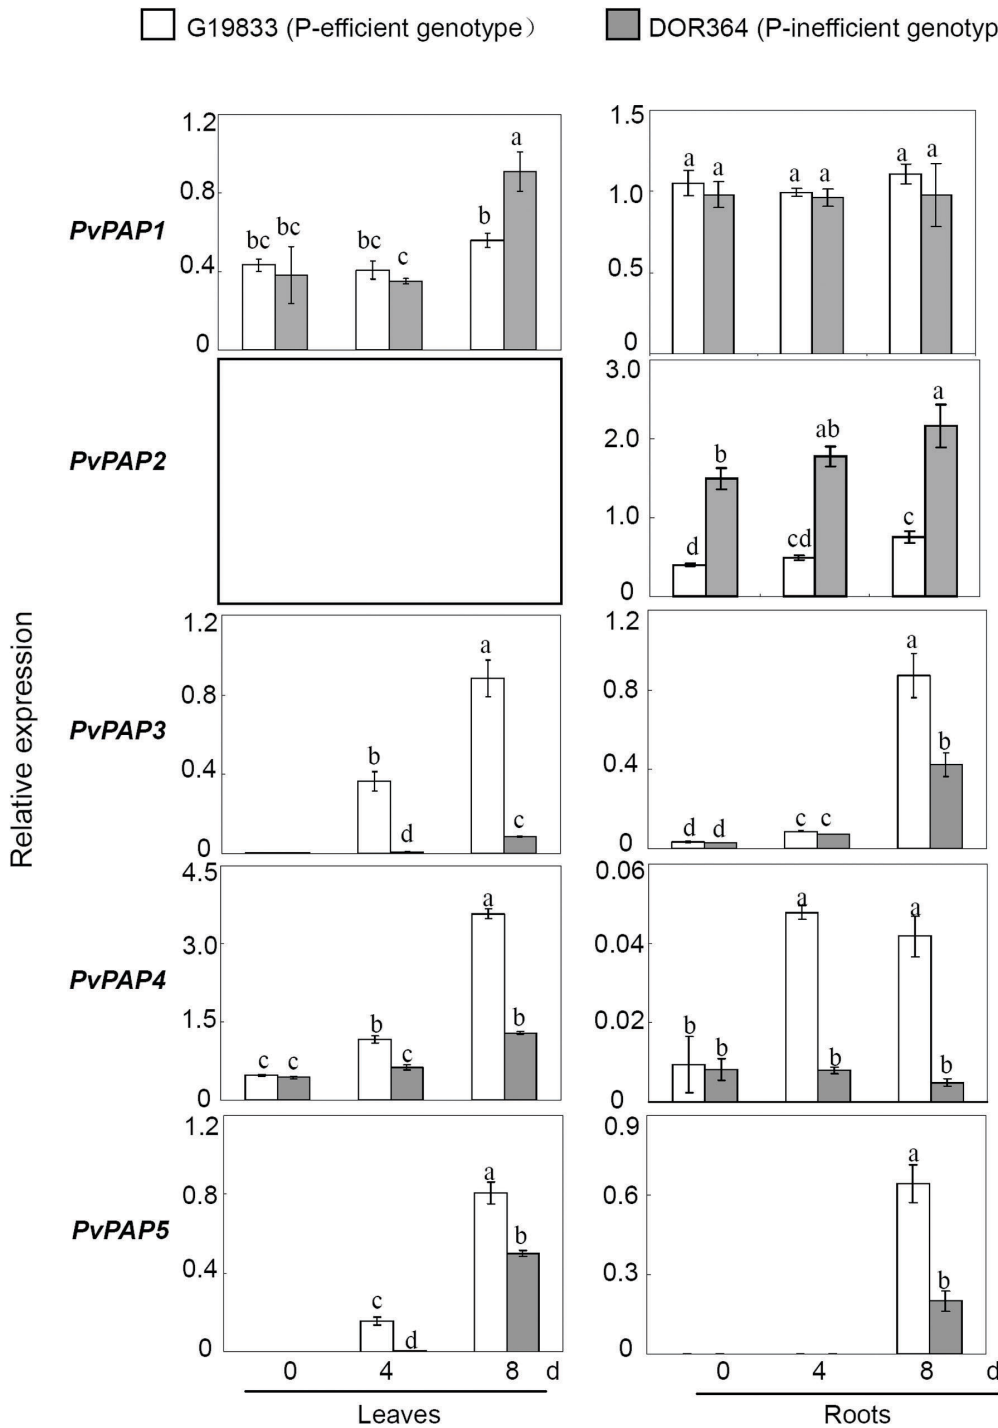 G19833 (P-efficient genotype） DOR364 (P-inefficient genotyp
PvPAP1
1.2
0.8
0.4
0
bc bc bc c b a
1.5
1.0
0.5
0
a a a a a a
PvPAP2
3.0
2.0
1.0
0
d b cd ab c a
Relative expression
PvPAP3
1.2
0.8
0.4
0
b d a c
1.2
0.8
0.4
0
d d c c a b
PvPAP4
4.5
3.0
1.5
0
c c b c a b
0.06
0.04
0.02
0
b b a b a b
PvPAP5
1.2
0.8
0.4
0
c d a b
0.9
0.6
0.3
0
a b
0 4 8 d 0 4 8 d
Leaves Roots